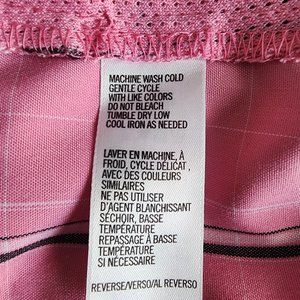 MACHINE WASH COLD
GENTLE CYCLE
WITH LIKE COLORS
DO NOT BLEACH
TUMBLE DRY LOW
COOL IRON AS NEEDED
LAVER EN MACHINE, À
FROID, CYCLE DÉLICAT ,
AVEC DES COULEURS
SIMILAIRES
NE PAS UTILISER
D'AGENT BLANCHISSANT
SÉCHOIR, BASSE
TEMPÉRATURE
REPASSAGE À BASSE
TEMPÉRATURE
SI NÉCESSAIRE
REVERSE/VERSO/AL REVERSO